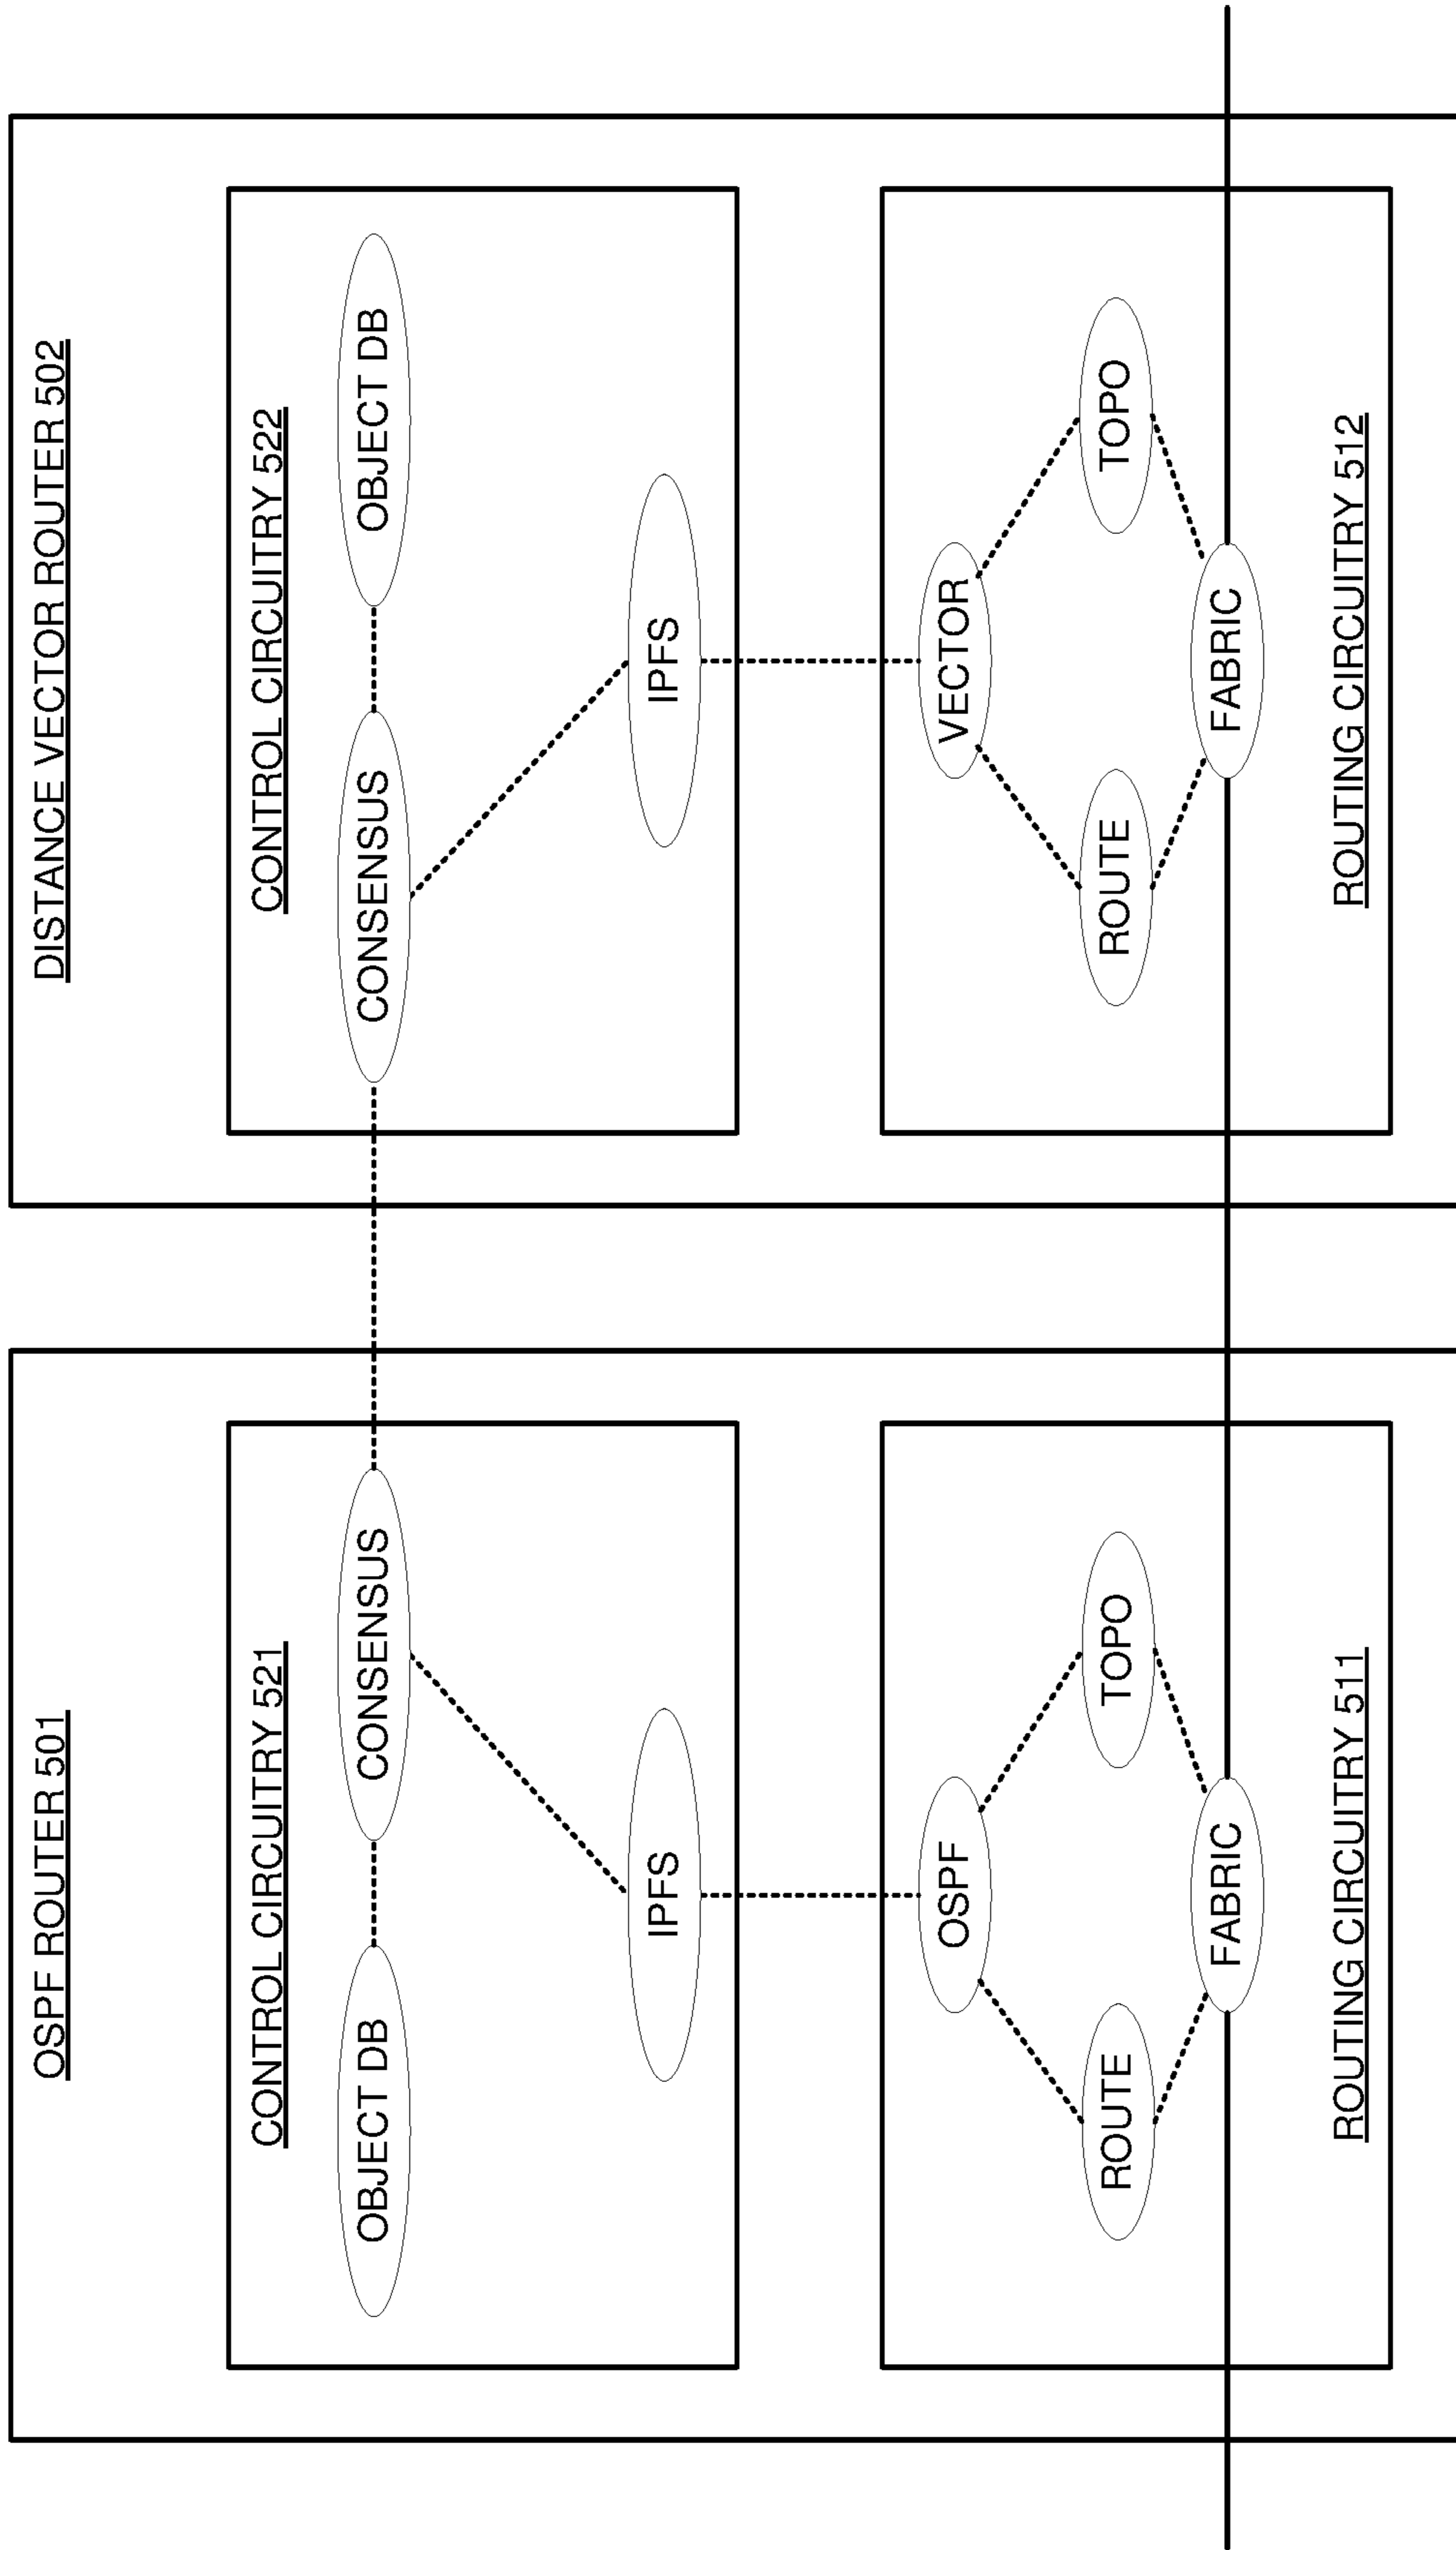 OSPF ROUTER 501
CONTROL CIRCUITRY 521
OBJECT DB
CONSENSUS
IPFS
OSPF
ROUTE
TOPO
FABRIC
ROUTING CIRCUITRY 511
DISTANCE VECTOR ROUTER 502
CONTROL CIRCUITRY 522
CONSENSUS
OBJECT DB
IPFS
VECTOR
ROUTE
TOPO
FABRIC
ROUTING CIRCUITRY 512